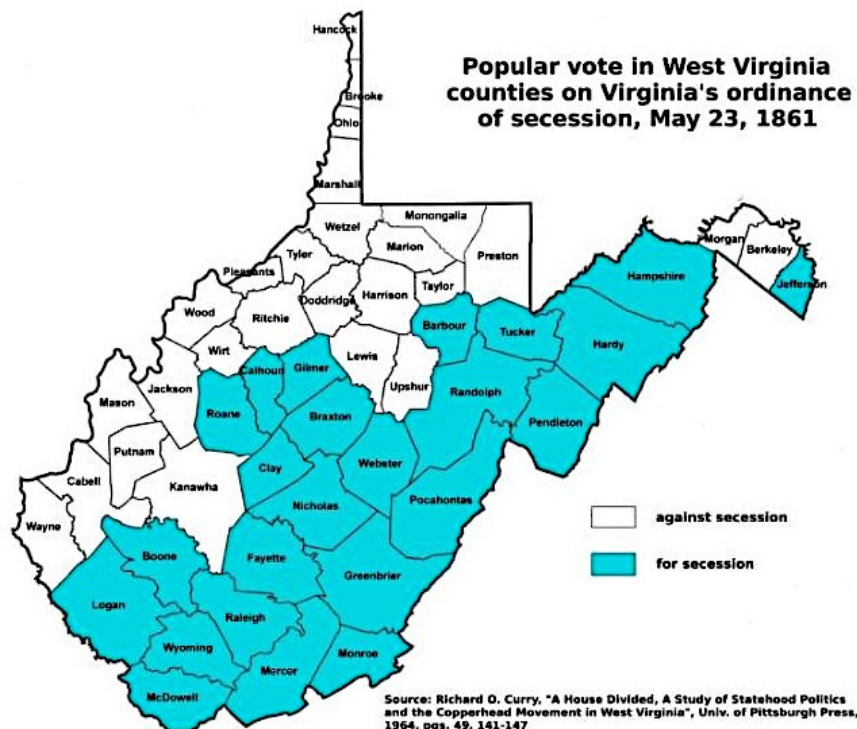 Popular vote in West Virginia
counties on Virginia's ordinance
of secession, May 23, 1861
Hancock
Brooke
Ohio
Marshall
Wetzel
Monongalia
Marion
Preston
Morgan
Berkeley
Jefferson
Hampshire
Tyler
Pleasants
Doddridge
Harrison
Taylor
Wood
Ritchie
Barbour
Tucker
Hardy
Wirt
Calhoun
Gilmer
Lewis
Upshur
Randolph
Jackson
Mason
Roane
Braxton
Pendleton
Putnam
Clay
Webster
Cabell
Kanawha
Pocahontas
Nicholas
Wayne
Boone
Fayette
Greenbrier
Logan
Raleigh
Wyoming
Mercer
Monroe
McDowell
against secession
for secession
Source: Richard O. Curry, "A House Divided, A Study of Statehood Politics
and the Copperhead Movement in West Virginia", Univ. of Pittsburgh Press,
1964, pgs. 49, 141-147